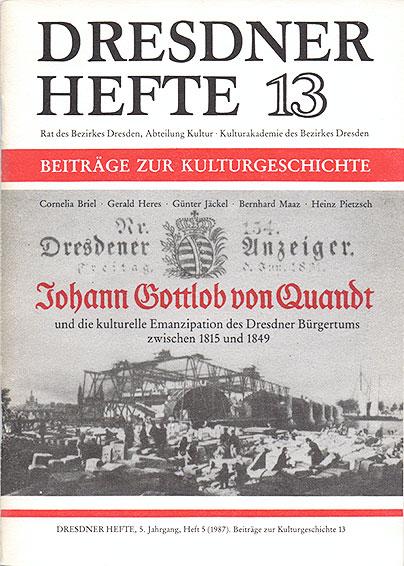 DRESDNER
HEFTE 13
Rat des Bezirkes Dresden, Abteilung Kultur · Kulturakademie des Bezirkes Dresden
BEITRÄGE ZUR KULTURGESCHICHTE
Cornelia Briel · Gerald Heres · Günter Jäckel · Bernhard Maaz · Heinz Pietzsch
Nr. 154.
Dresdener Anzeiger.
Freitag,
Johann Gottlob von Quandt
und die kulturelle Emanzipation des Dresdner Bürgertums
zwischen 1815 und 1849
DRESDNER HEFTE, 5. Jahrgang, Heft 5 (1987). Beiträge zur Kulturgeschichte 13